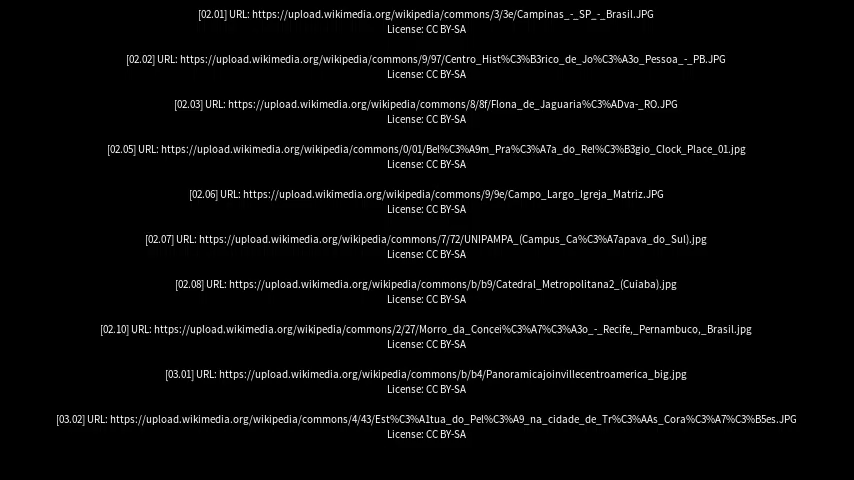 [02.01] URL: https://upload.wikimedia.org/wikipedia/commons/3/3e/Campinas_-_SP_-_Brasil.JPG
License: CC BY-SA
[02.02] URL: https://upload.wikimedia.org/wikipedia/commons/9/97/Centro_Hist%C3%B3rico_de_Jo%C3%A3o_Pessoa_-_PB.JPG
License: CC BY-SA
[02.03] URL: https://upload.wikimedia.org/wikipedia/commons/8/8f/Flona_de_Jaguaria%C3%ADva-_RO.JPG
License: CC BY-SA
[02.05] URL: https://upload.wikimedia.org/wikipedia/commons/0/01/Bel%C3%A9m_Pra%C3%A7a_do_Rel%C3%B3gio_Clock_Place_01.jpg
License: CC BY-SA
[02.06] URL: https://upload.wikimedia.org/wikipedia/commons/9/9e/Campo_Largo_Igreja_Matriz.JPG
License: CC BY-SA
[02.07] URL: https://upload.wikimedia.org/wikipedia/commons/7/72/UNIPAMPA_(Campus_Ca%C3%A7apava_do_Sul).jpg
License: CC BY-SA
[02.08] URL: https://upload.wikimedia.org/wikipedia/commons/b/b9/Catedral_Metropolitana2_(Cuiaba).jpg
License: CC BY-SA
[02.10] URL: https://upload.wikimedia.org/wikipedia/commons/2/27/Morro_da_Concei%C3%A7%C3%A3o_-_Recife,_Pernambuco,_Brasil.jpg
License: CC BY-SA
[03.01] URL: https://upload.wikimedia.org/wikipedia/commons/b/b4/Panoramicajoinvillecentroamerica_big.jpg
License: CC BY-SA
[03.02] URL: https://upload.wikimedia.org/wikipedia/commons/4/43/Est%C3%A1tua_do_Pel%C3%A9_na_cidade_de_Tr%C3%AAs_Cora%C3%A7%C3%B5es.JPG
License: CC BY-SA